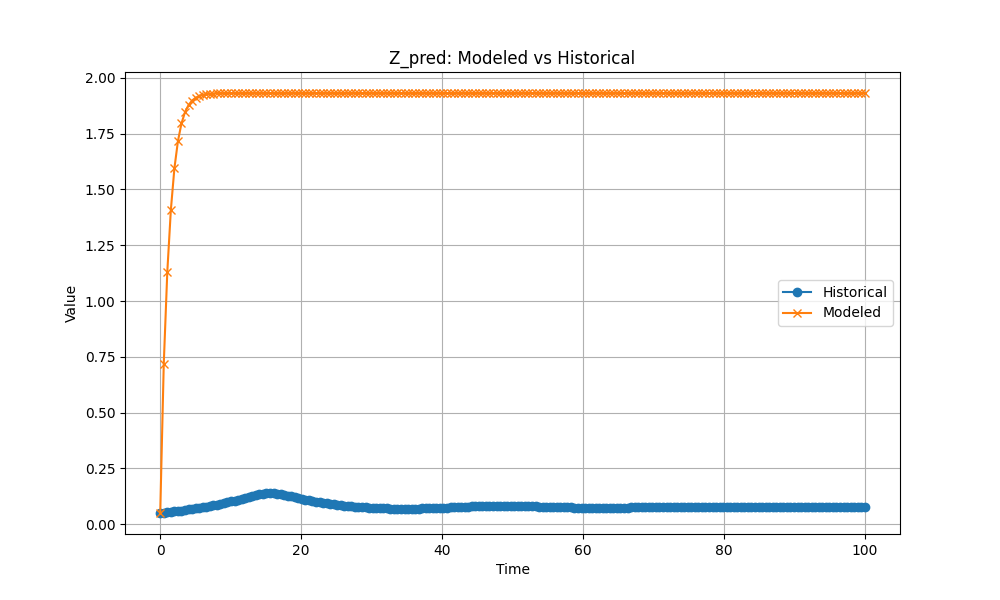 Z_pred: Modeled vs Historical
2.00
1.75
1.50
1.25
1.00
0.75
0.50
0.25
0.00
Value
Historical
Modeled
0 20 40 60 80 100
Time